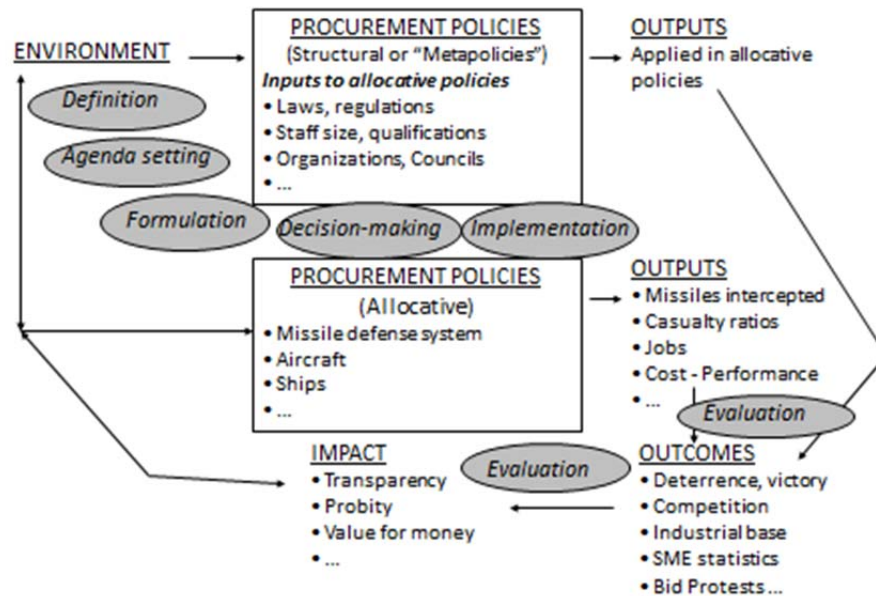 ENVIRONMENT
Definition
Agenda setting
Formulation
PROCUREMENT POLICIES
(Structural or “Metapolicies”)
Inputs to allocative policies
• Laws, regulations
• Staff size, qualifications
• Organizations, Councils
• ...
OUTPUTS
Applied in allocative
policies
Decision-making
Implementation
PROCUREMENT POLICIES
(Allocative)
• Missile defense system
• Aircraft
• Ships
• ...
OUTPUTS
• Missiles intercepted
• Casualty ratios
• Jobs
• Cost - Performance
• ...
Evaluation
OUTCOMES
• Deterrence, victory
• Competition
• Industrial base
• SME statistics
• Bid Protests ...
Evaluation
IMPACT
• Transparency
• Probity
• Value for money
• ...